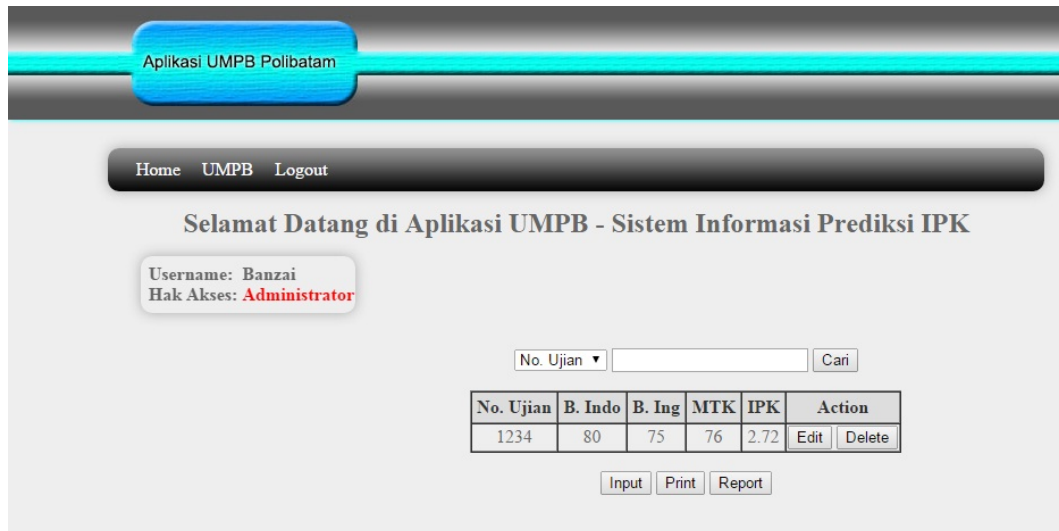 Aplikasi UMPB Polibatam
Home UMPB Logout
Selamat Datang di Aplikasi UMPB - Sistem Informasi Prediksi IPK
Username: Banzai
Hak Akses: Administrator
No. Ujian Cari
No. Ujian B. Indo B. Ing MTK IPK Action
1234 80 75 76 2.72 Edit Delete
Input Print Report